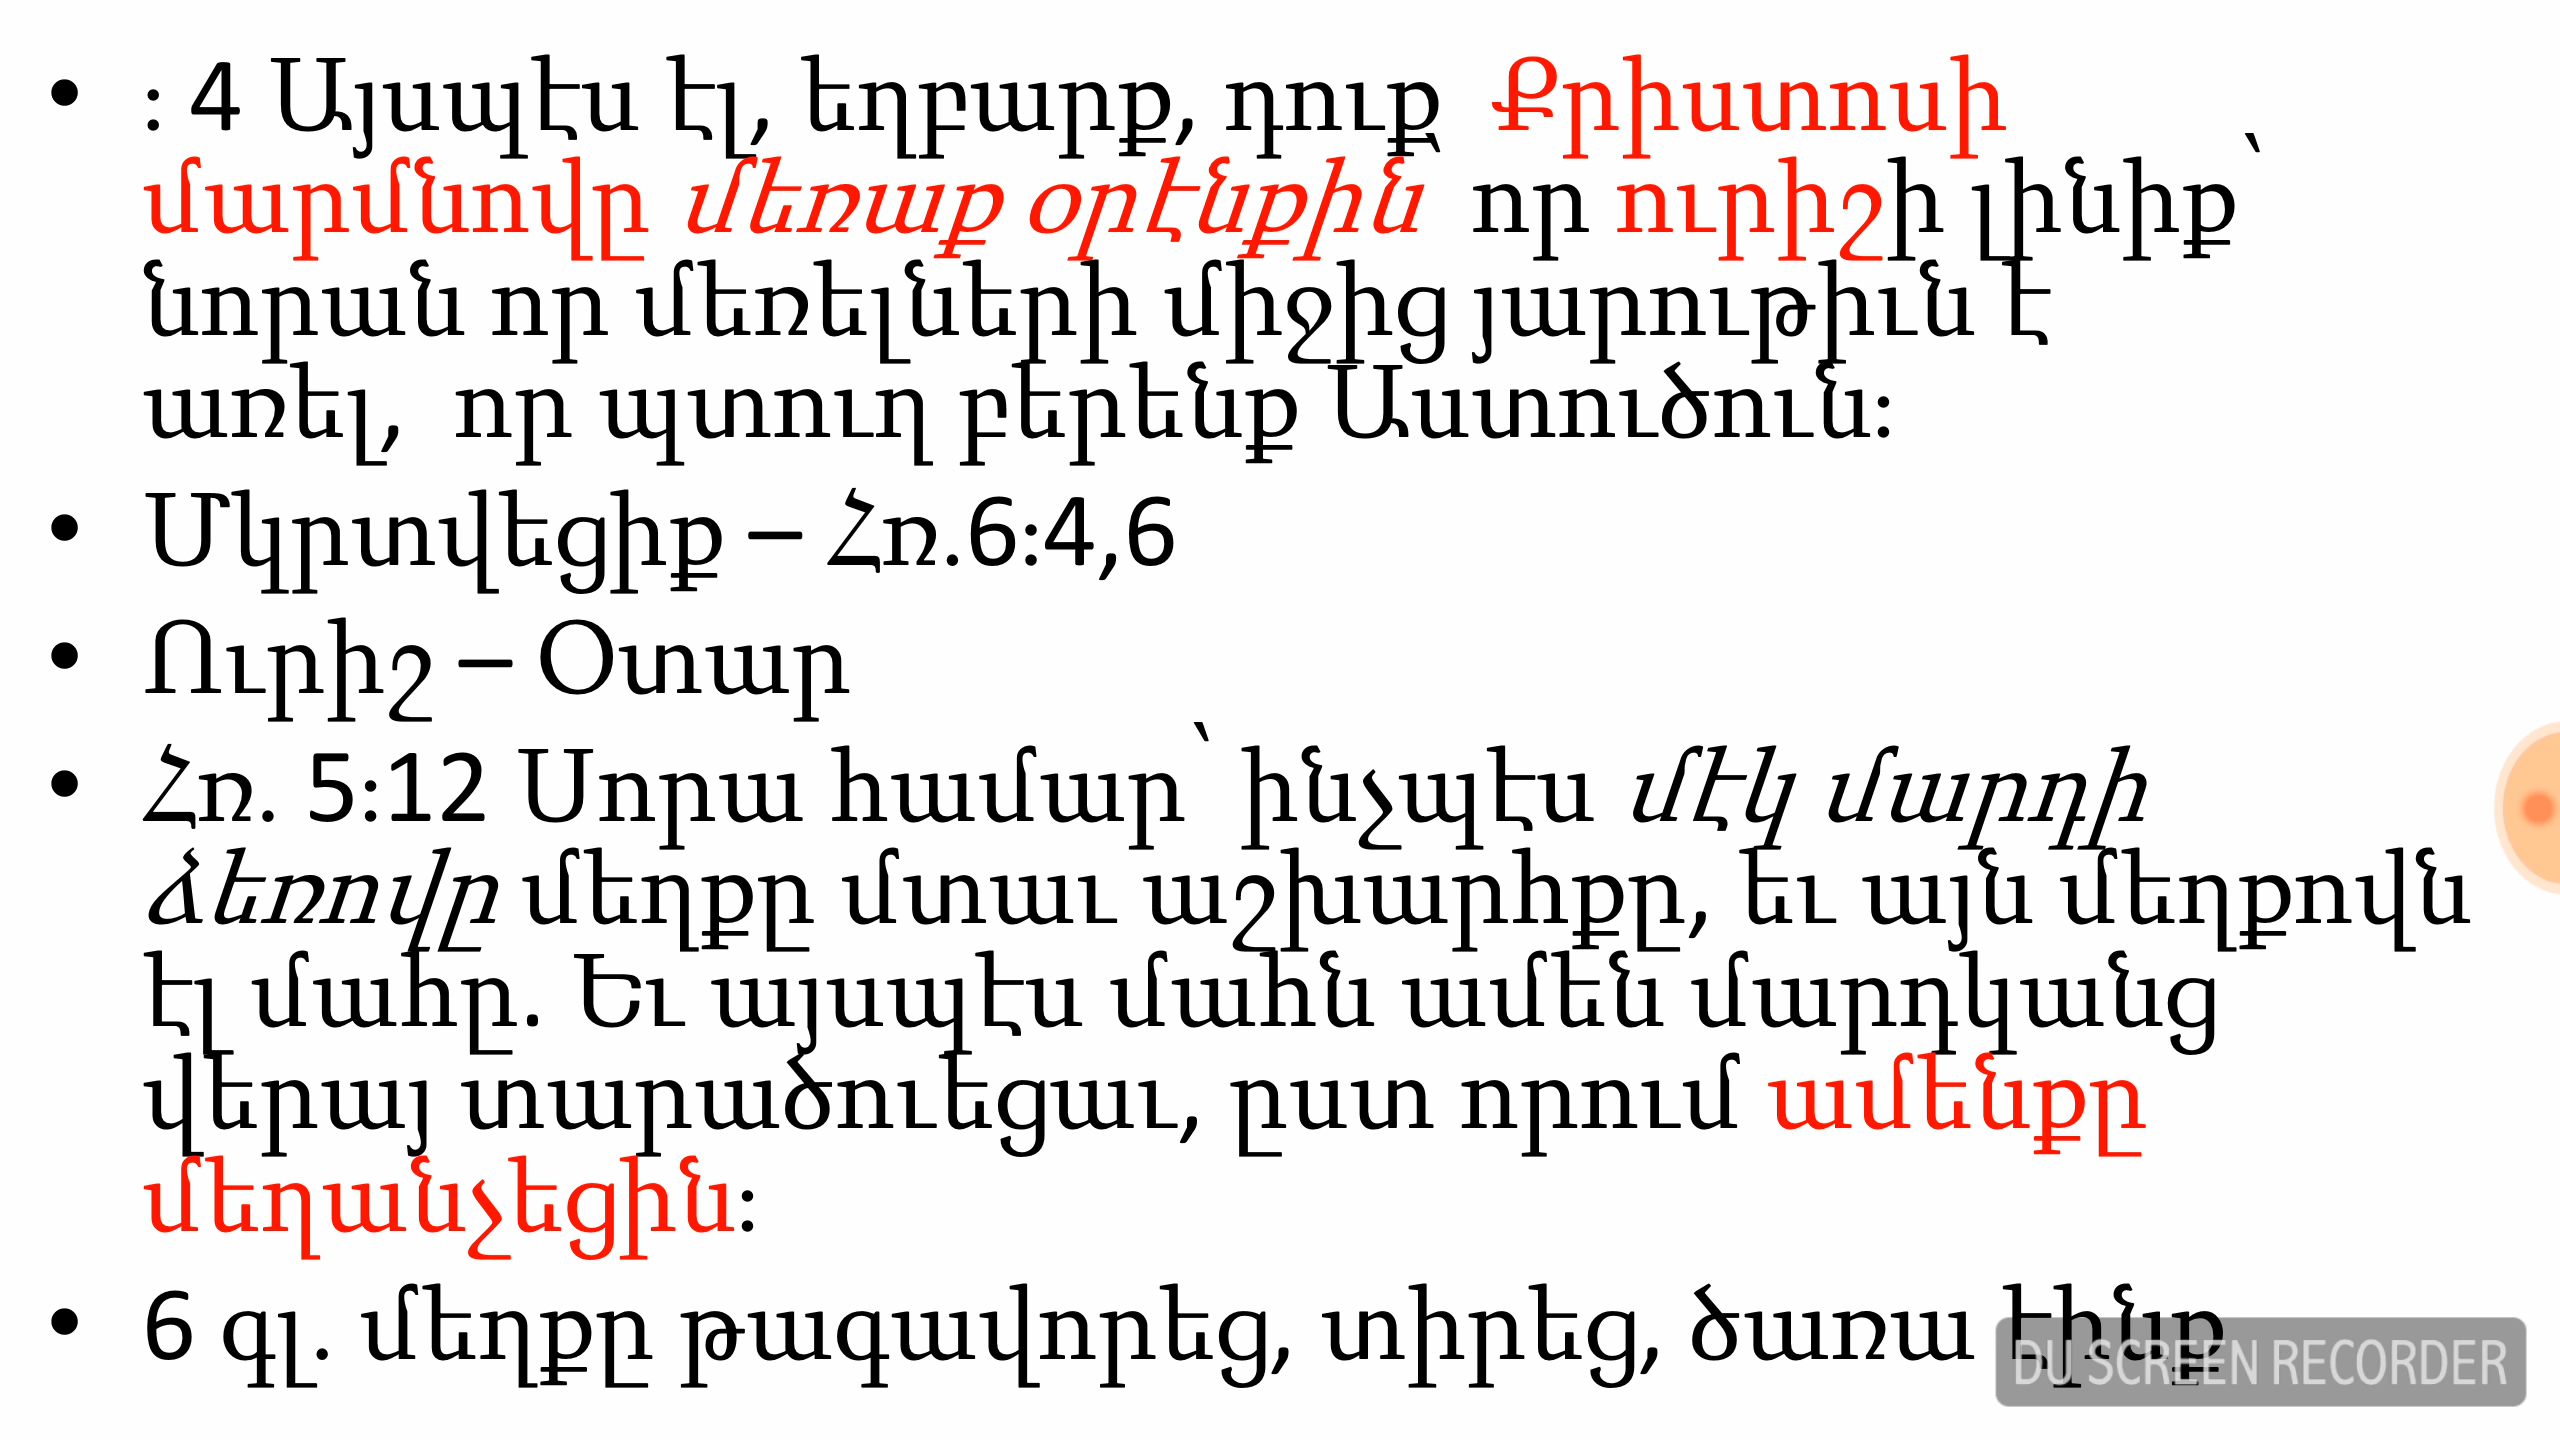 • : 4 Այսպէս էլ, եղբարք, դուք Քրիստոսի
մարմնովը մեռաք օրէնքին՝ որ ուրիշի լինիք՝
նորան որ մեռելների միջից յարութիւն է
առել, որ պտուղ բերենք Աստուծուն։
• Մկրտվեցիք – Հռ.6:4,6
• Ուրիշ – Օտար
• Հռ. 5:12 Սորա համար՝ ինչպէս մէկ մարդի
ձեռովը մեղքը մտաւ աշխարհքը, եւ այն մեղքովն
էլ մահը. Եւ այսպէս մահն ամեն մարդկանց
վերայ տարածուեցաւ, ըստ որում ամենքը
մեղանչեցին։
• 6 գլ. մեղքը թագավորեց, տիրեց, ծառա էինք
DU SCREEN RECORDER